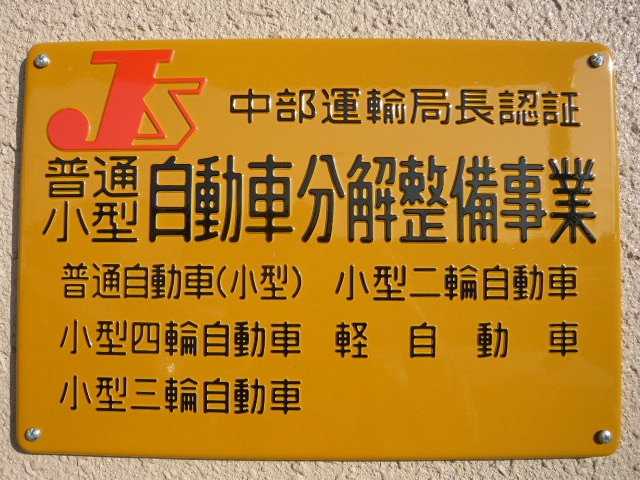 JS 中部運輸局長認証
普通
小型 自動車分解整備事業
普通自動車(小型) 小型二輪自動車
小型四輪自動車 軽自動車
小型三輪自動車